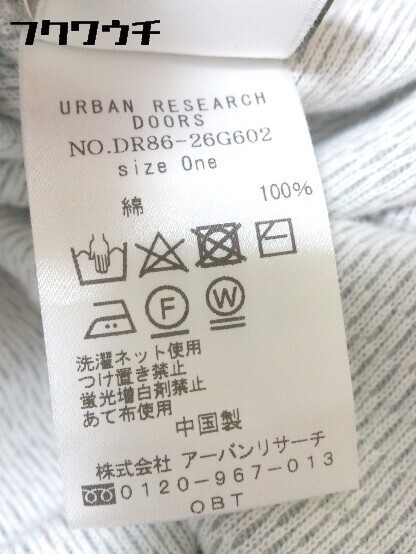 フクワウチ
URBAN RESEARCH
DOORS
NO.DR86-26G602
size One
綿 100%
F W
洗濯ネット使用
つけ置き禁止
蛍光増白剤禁止
あて布使用
中国製
株式会社 アーバンリサーチ
0120-967-013
OBT